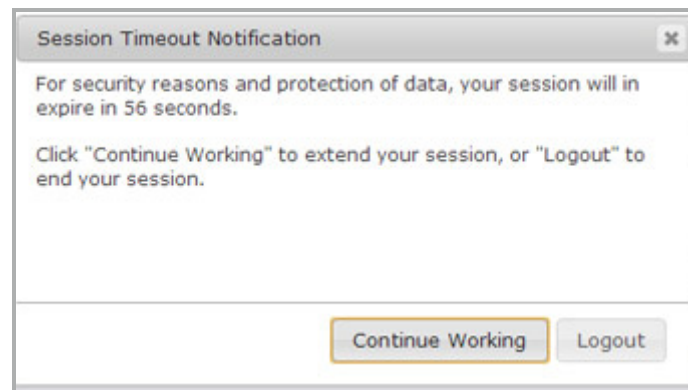 Session Timeout Notification
For security reasons and protection of data, your session will in
expire in 56 seconds.
Click "Continue Working" to extend your session, or "Logout" to
end your session.
Continue Working Logout